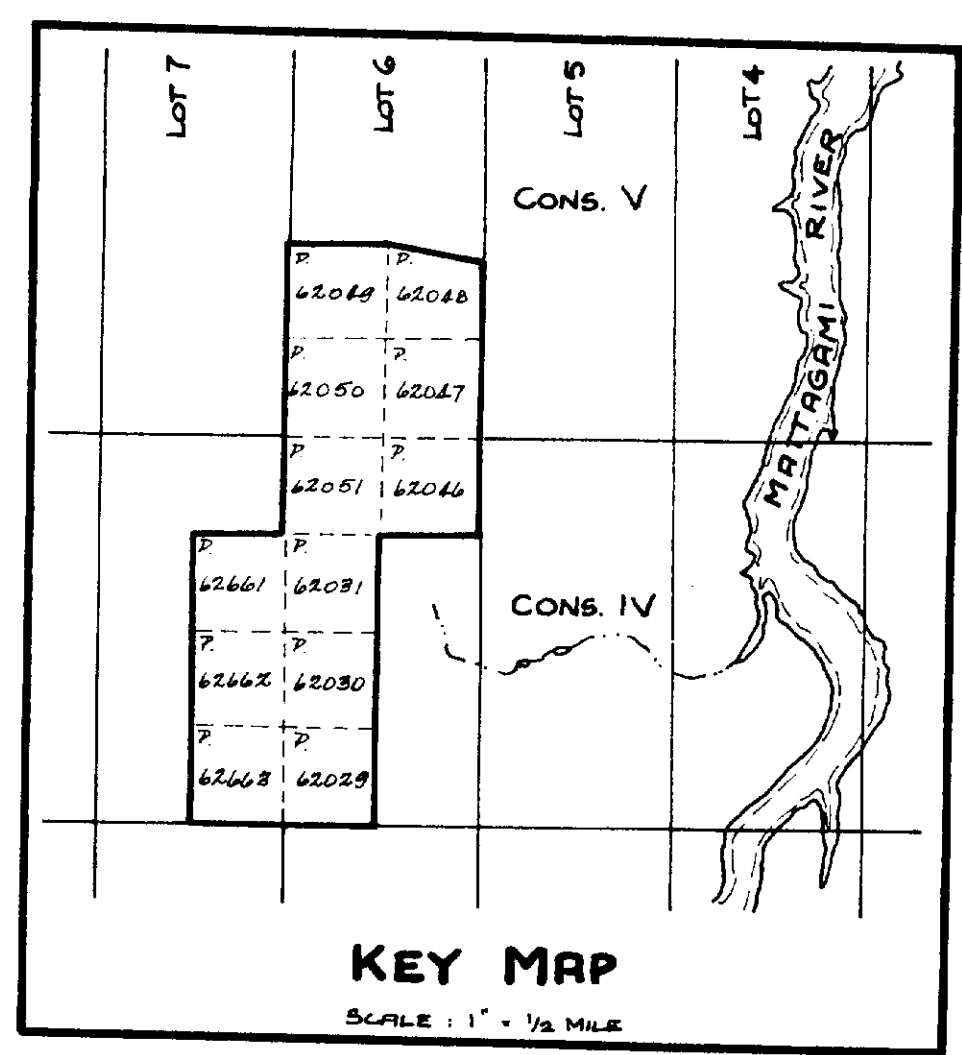 LOT 7
LOT 6
LOT 5
LOT 4
CONS. V
MATTAGAMI RIVER
P. 62049
P. 62048
P. 62050
P. 62047
P. 62051
P. 62046
P. 62661
P. 62031
CONS. IV
P. 62662
P. 62030
P. 62663
P. 62029
KEY MAP
SCALE : 1" = 1/2 MILE